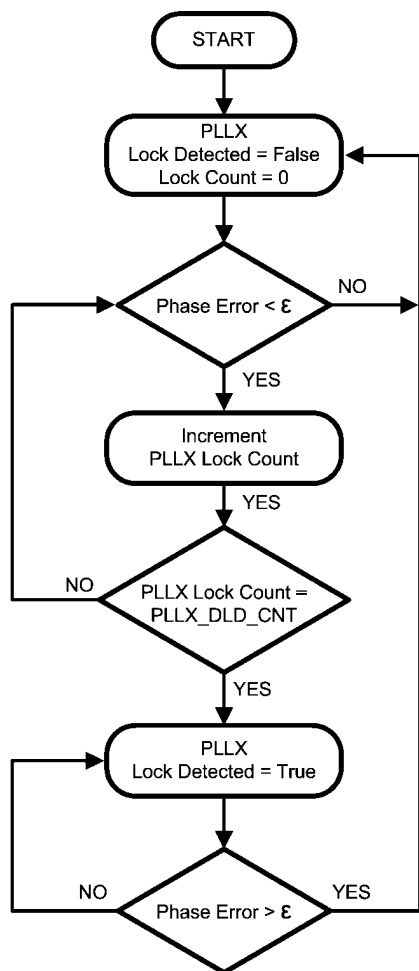 START
PLLX
Lock Detected = False
Lock Count = 0
Phase Error < ε
NO
YES
Increment
PLLX Lock Count
YES
NO
PLLX Lock Count =
PLLX_DLD_CNT
YES
PLLX
Lock Detected = True
NO
Phase Error > ε
YES